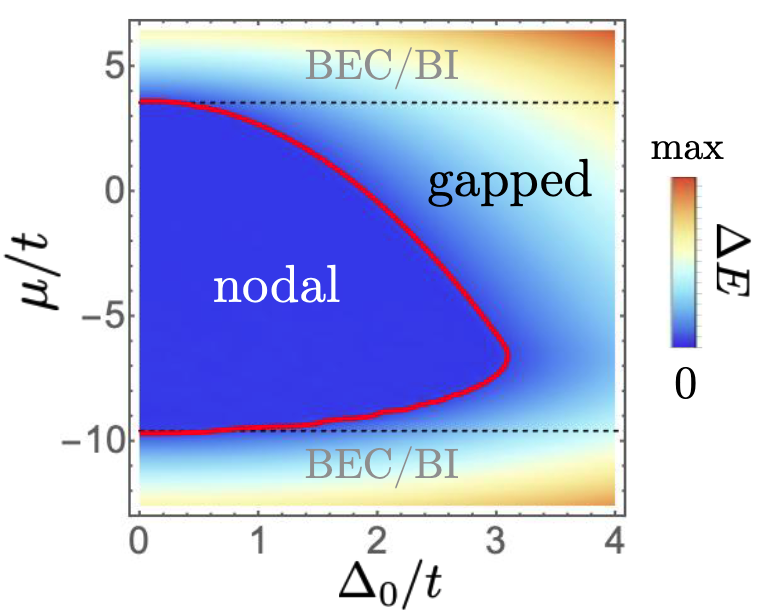 BEC/BI
gapped
nodal
BEC/BI
5
0
−5
−10
μ/t
0 1 2 3 4
Δ₀/t
max
ΔE
0